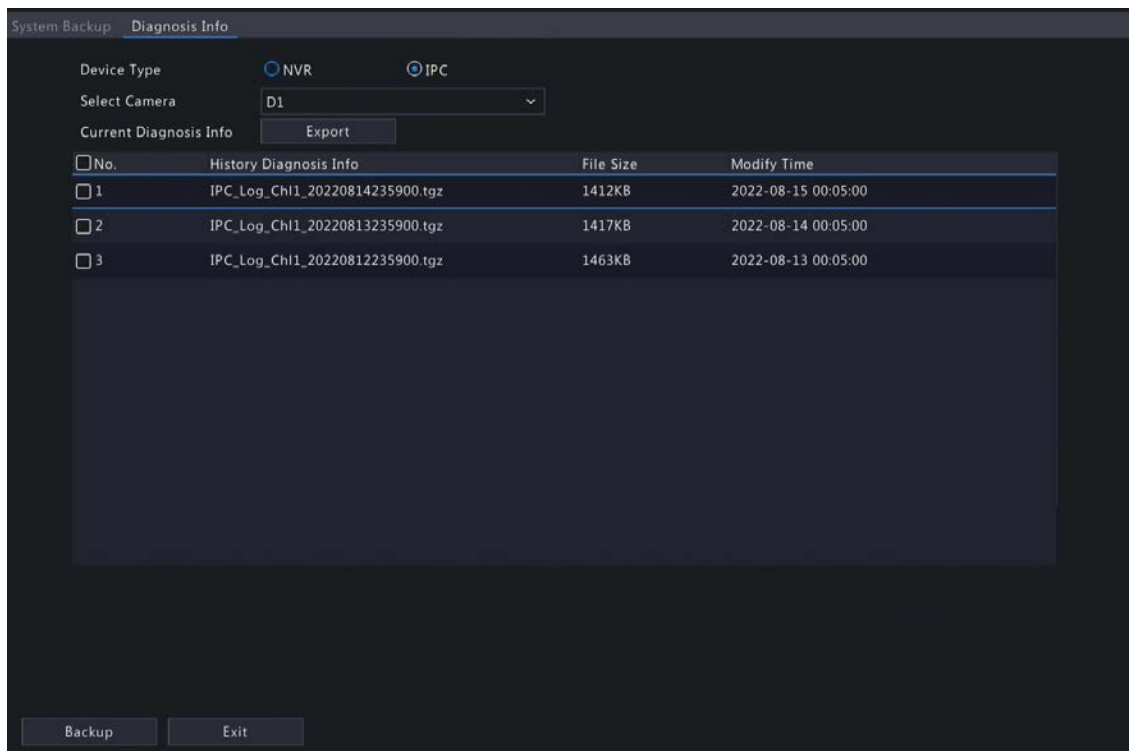 System Backup Diagnosis Info
Device Type NVR IPC
Select Camera D1
Current Diagnosis Info Export
No. History Diagnosis Info File Size Modify Time
1 IPC_Log_Chl1_20220814235900.tgz 1412KB 2022-08-15 00:05:00
2 IPC_Log_Chl1_20220813235900.tgz 1417KB 2022-08-14 00:05:00
3 IPC_Log_Chl1_20220812235900.tgz 1463KB 2022-08-13 00:05:00
Backup Exit